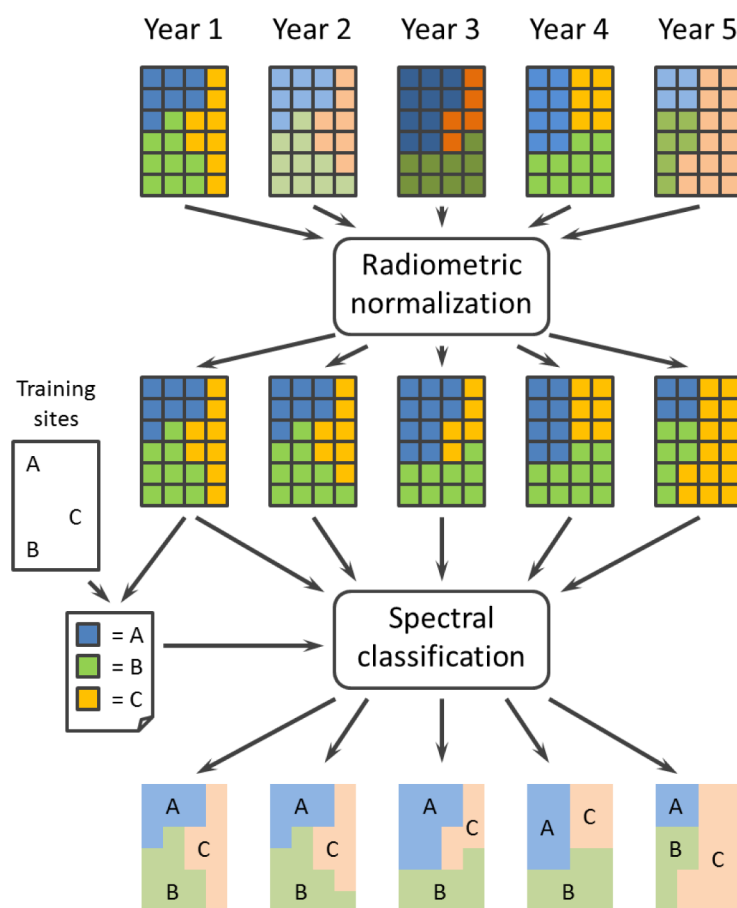 Year 1 Year 2 Year 3 Year 4 Year 5
Radiometric
normalization
Training
sites
A
C
B
= A
= B
= C
Spectral
classification
A A A A C A
C C C B C
B B B B